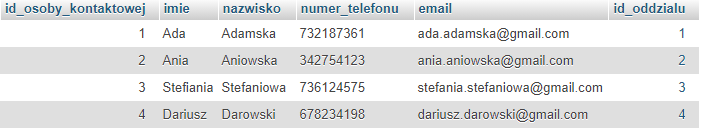 id_osoby_kontaktowej imie nazwisko numer_telefonu email id_oddzialu
1 Ada Adamska 732187361 ada.adamska@gmail.com 1
2 Ania Aniowska 342754123 ania.aniowska@gmail.com 2
3 Stefiania Stefaniowa 736124575 stefania.stefaniowa@gmail.com 3
4 Dariusz Darowski 678234198 dariusz.darowski@gmail.com 4